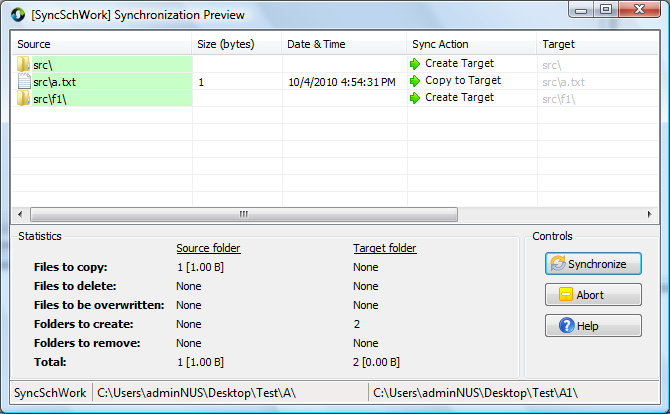 [SyncSchWork] Synchronization Preview
Source Size (bytes) Date & Time Sync Action Target
src\ Create Target src\
src\a.txt 1 10/4/2010 4:54:31 PM Copy to Target src\a.txt
src\f1\ Create Target src\f1\
Statistics Controls
Source folder Target folder
Files to copy: 1 [1.00 B] None
Synchronize
Files to delete: None None
Files to be overwritten: None None
Abort
Folders to create: None 2
Help
Folders to remove: None None
Total: 1 [1.00 B] 2 [0.00 B]
SyncSchWork C:\Users\adminNUS\Desktop\Test\A\ C:\Users\adminNUS\Desktop\Test\A1\